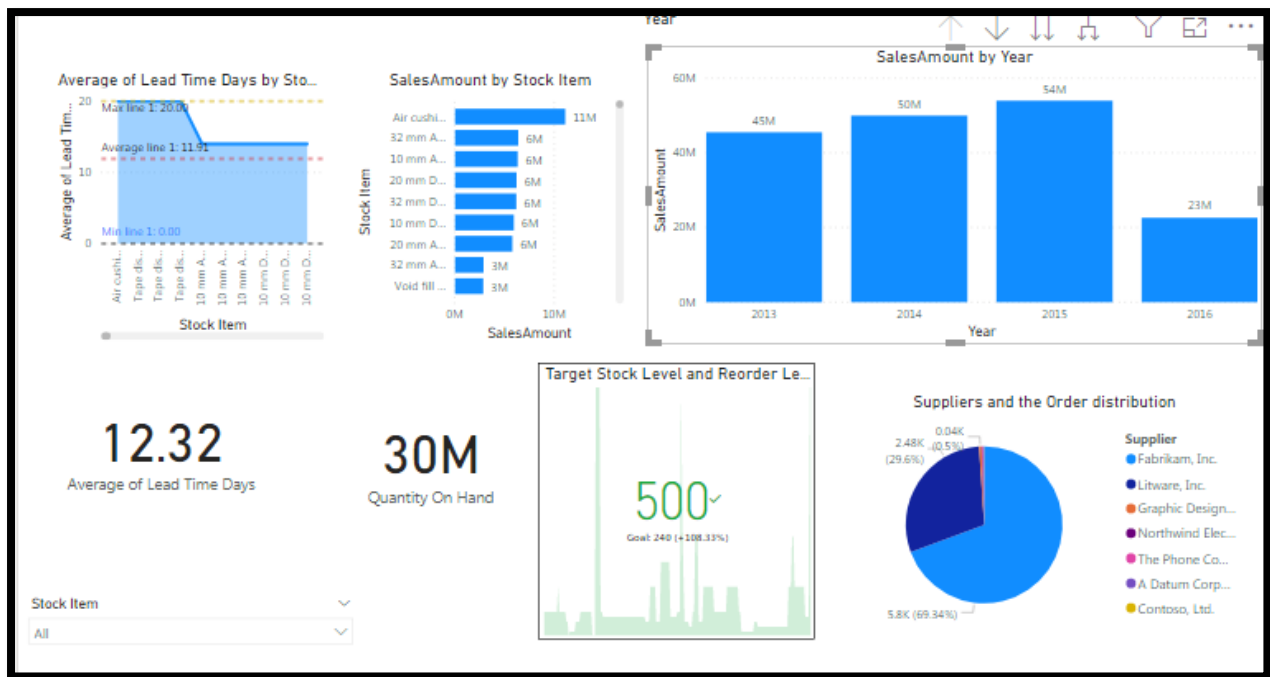 Year
Average of Lead Time Days by Sto...
Average of Lead Tim...
20
10
0
Max line 1: 20.00
Average line 1: 11.91
Min line 1: 0.00
Air cushi...
Tape dis...
Tape dis...
Tape dis...
10 mm A...
10 mm A...
10 mm A...
10 mm D...
10 mm D...
10 mm D...
Stock Item
SalesAmount by Stock Item
Stock Item
Air cushi...
11M
32 mm A...
6M
10 mm A...
6M
20 mm D...
6M
32 mm D...
6M
10 mm D...
6M
20 mm A...
6M
32 mm A...
3M
Void fill ...
3M
0M
10M
SalesAmount
SalesAmount by Year
SalesAmount
60M
40M
20M
0M
45M
50M
54M
23M
2013
2014
2015
2016
Year
12.32
Average of Lead Time Days
30M
Quantity On Hand
Target Stock Level and Reorder Le...
500
Goal: 240 (+108.33%)
Suppliers and the Order distribution
0.04K
(0.5%)
2.48K
(29.6%)
5.8K (69.34%)
Supplier
Fabrikam, Inc.
Litware, Inc.
Graphic Design...
Northwind Elec...
The Phone Co...
A Datum Corp...
Contoso, Ltd.
Stock Item
All